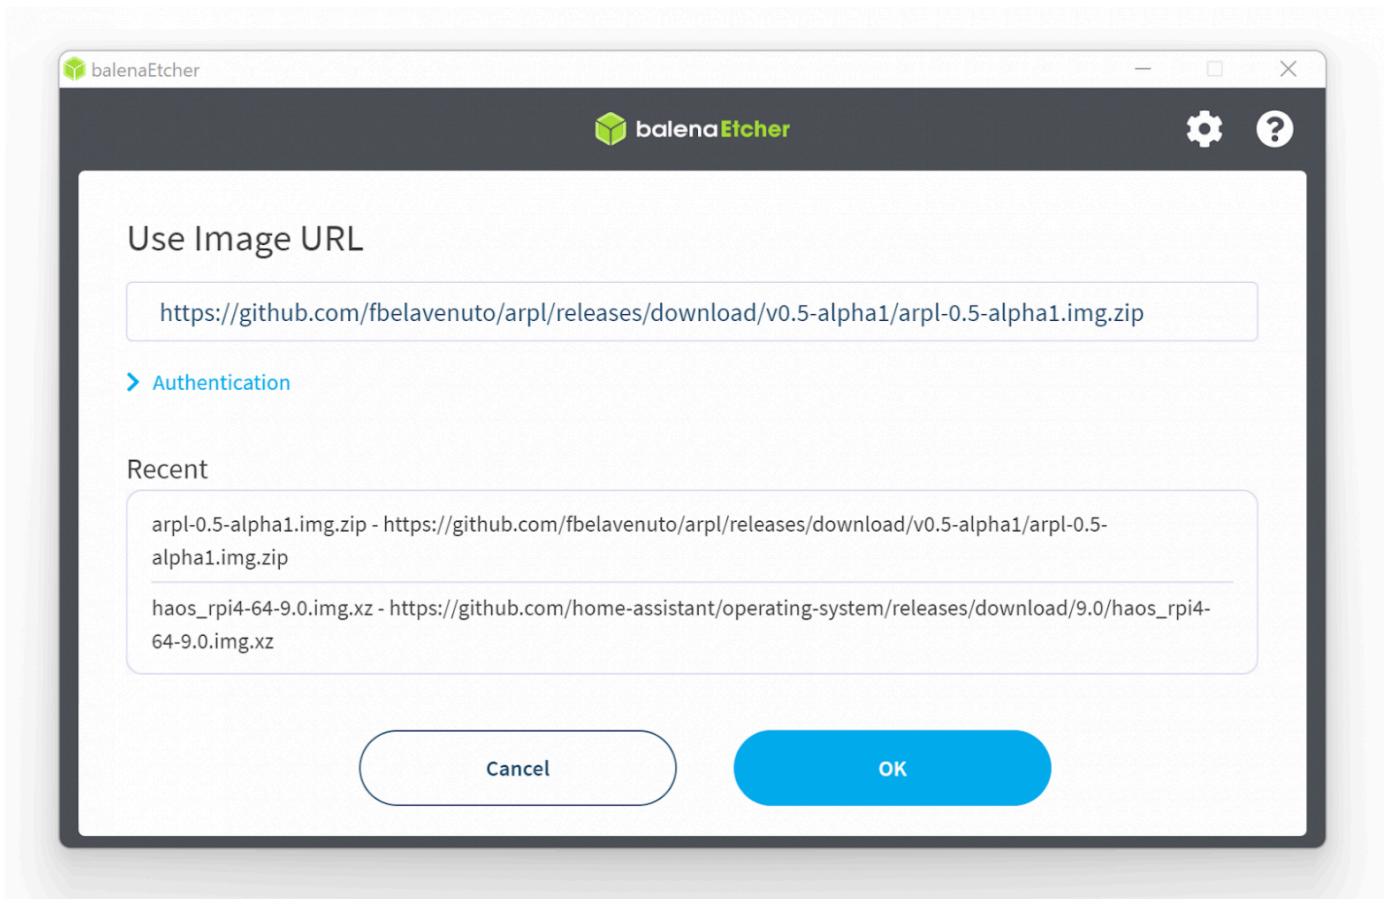 balenaEtcher
balenaEtcher
Use Image URL
https://github.com/fbelavenuto/arpl/releases/download/v0.5-alpha1/arpl-0.5-alpha1.img.zip
Authentication
Recent
arpl-0.5-alpha1.img.zip - https://github.com/fbelavenuto/arpl/releases/download/v0.5-alpha1/arpl-0.5-
alpha1.img.zip
haos_rpi4-64-9.0.img.xz - https://github.com/home-assistant/operating-system/releases/download/9.0/haos_rpi4-
64-9.0.img.xz
Cancel
OK